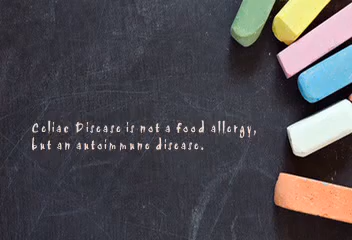 Celiac Disease is not a food allergy,
but an autoimmune disease.